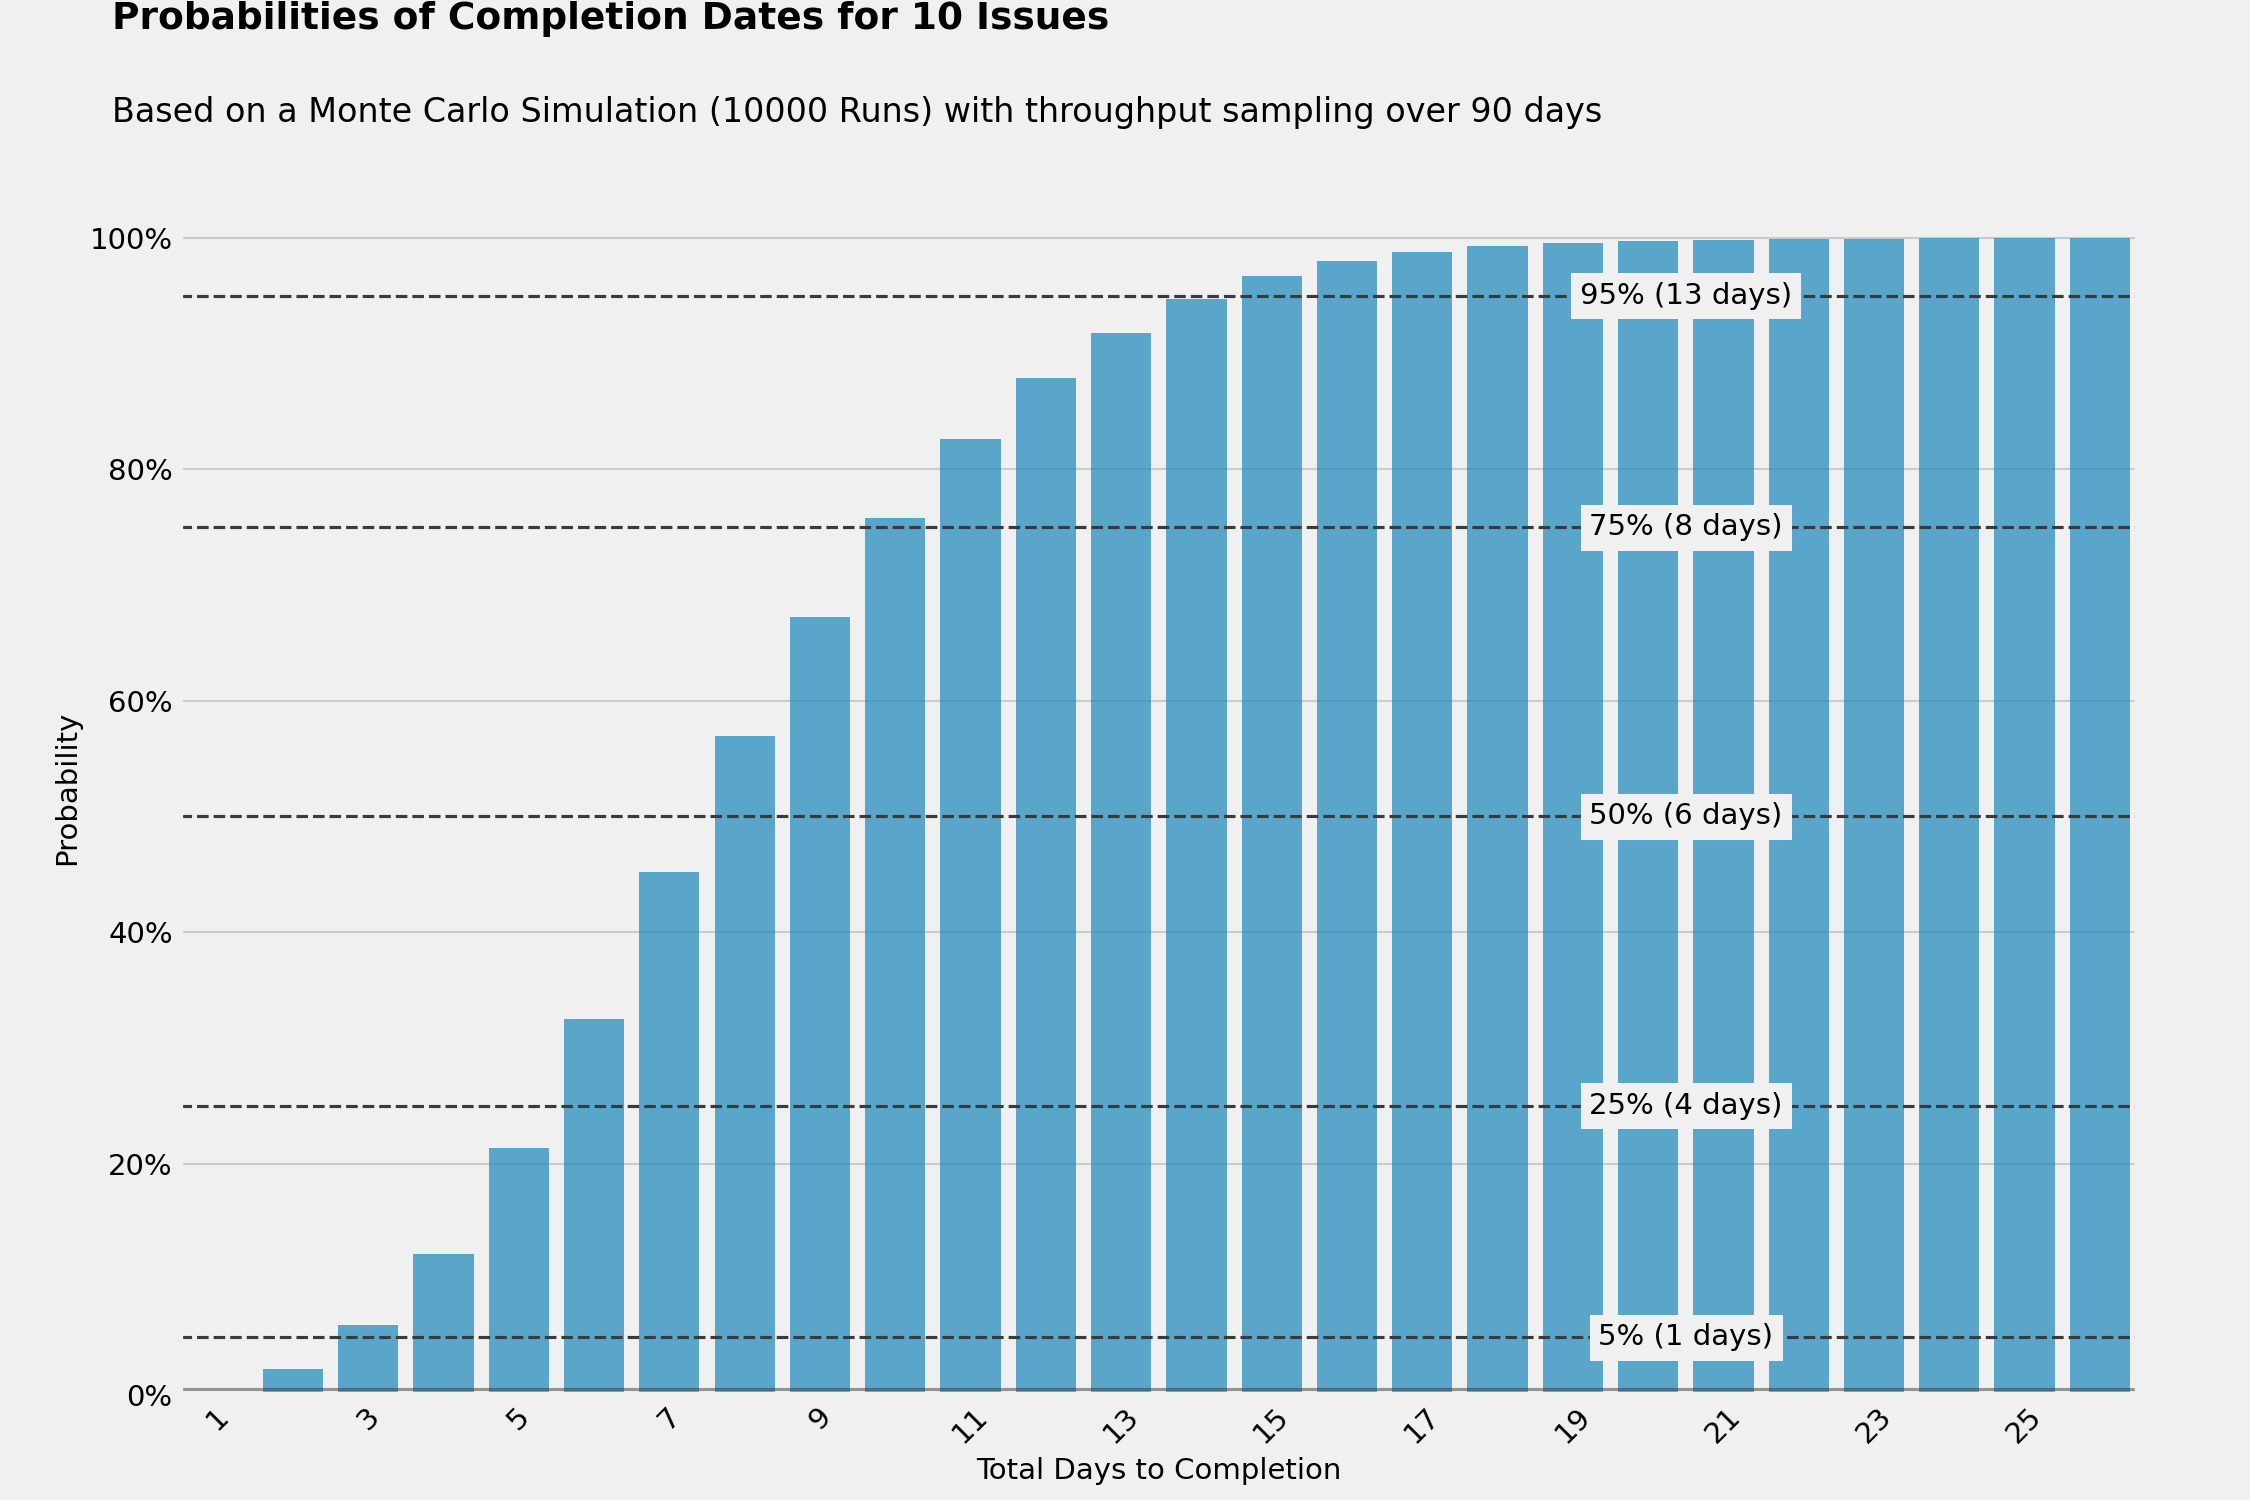 Probabilities of Completion Dates for 10 Issues
Based on a Monte Carlo Simulation (10000 Runs) with throughput sampling over 90 days
100%
95% (13 days)
80%
75% (8 days)
60%
Probability
50% (6 days)
40%
25% (4 days)
20%
5% (1 days)
0%
1 3 5 7 9 11 13 15 17 19 21 23 25
Total Days to Completion